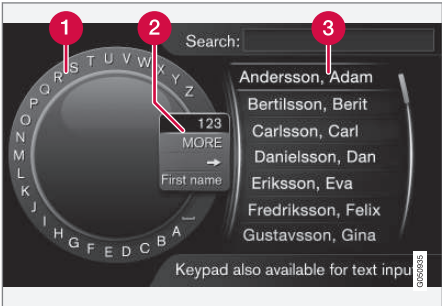 1
2
3
Search:
A B C D E F G H I J K L M N O P Q R S T U V W X Y Z
123
MORE
➞
First name
Andersson, Adam
Bertilsson, Berit
Carlsson, Carl
Danielsson, Dan
Eriksson, Eva
Fredriksson, Felix
Gustavsson, Gina
Keypad also available for text input
G050935